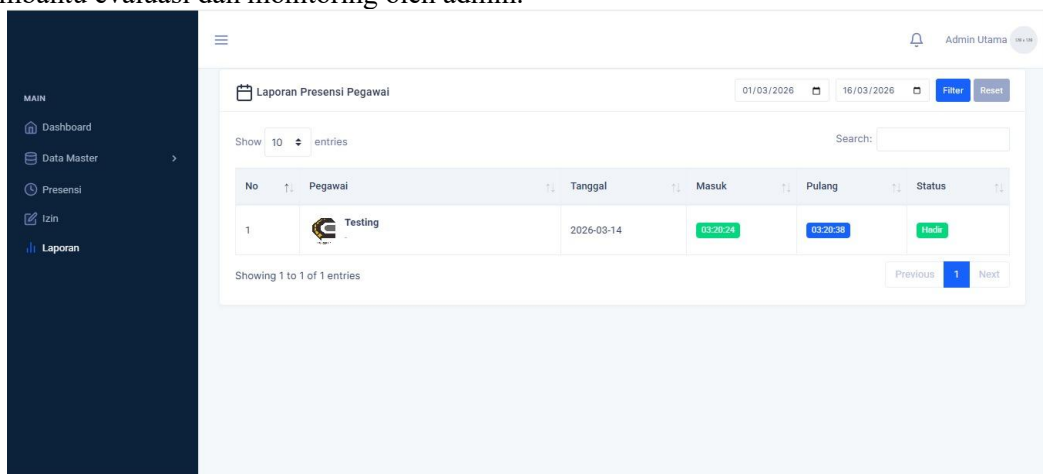 evaluasi dan monitoring oleh admin.
Admin Utama
MAIN
Dashboard
Data Master
Presensi
Izin
Laporan
Laporan Presensi Pegawai
01/03/2026 16/03/2026 Filter Reset
Show 10 entries
Search:
No Pegawai Tanggal Masuk Pulang Status
1 Testing 2026-03-14 03:20:24 03:20:38 Hadir
-
Showing 1 to 1 of 1 entries
Previous 1 Next